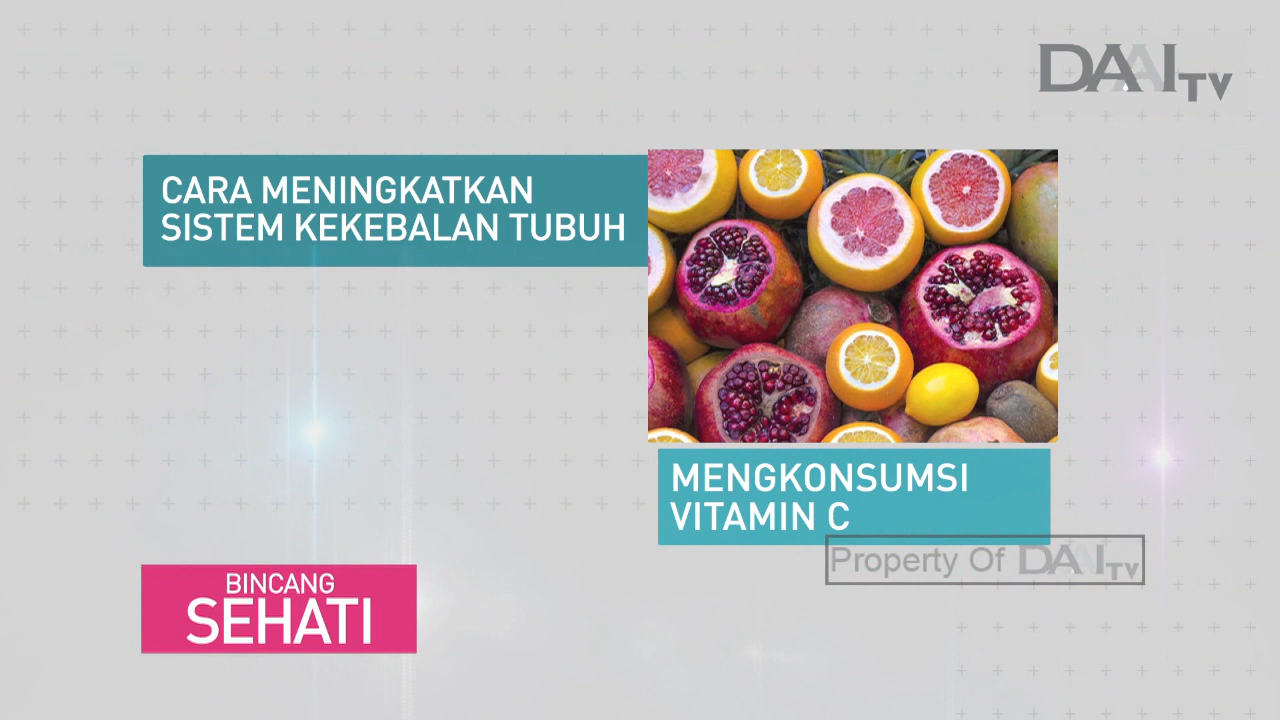 DAAI TV
CARA MENINGKATKAN
SISTEM KEKEBALAN TUBUH
MENGKONSUMSI
VITAMIN C
Property Of DAAI TV
BINCANG
SEHATI